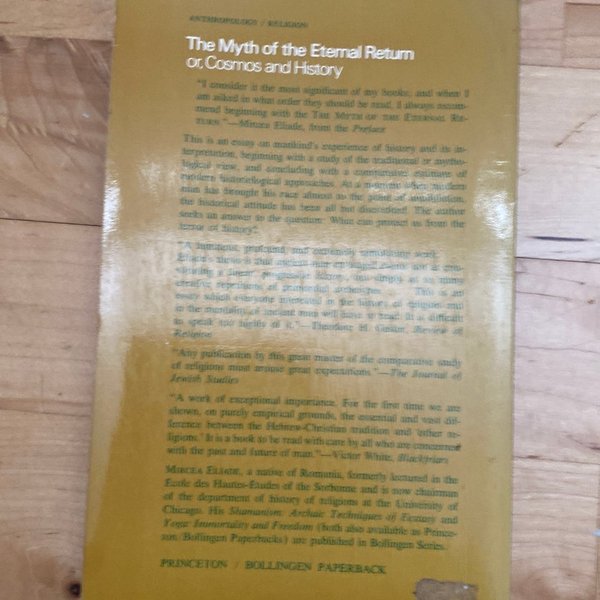 ANTHROPOLOGY / RELIGION
The Myth of the Eternal Return
or, Cosmos and History
"I consider it the most significant of my books; and when I
am asked in what order they should be read, I always recom-
mend beginning with the THE MYTH OF THE ETERNAL RE-
TURN."—Mircea Eliade, from the Preface
This is an essay on mankind's experience of history and its in-
terpretation, beginning with a study of the traditional or mytho-
logical view, and concluding with a comparative estimate of
modern historiological approaches. At a moment when modern
man has brought his race almost to the point of annihilation,
the historical attitude has been all but discredited. The author
seeks an answer to the question: What can protect us from the
terror of history?
"A luminous, profound, and extremely stimulating work
Eliade's thesis is that ancient man envisaged events not as con-
stituting a linear, progressive history, but simply as so many
creative repetitions of primordial archetypes. This is an
essay which everyone interested in the history of religion and
in the mentality of ancient man will have to read. It is difficult
to speak too highly of it."—Theodore H. Gaster, Review of
Religion
"Any publication by this great master of the comparative study
of religions must arouse great expectations."—The Journal of
Jewish Studies
"A work of exceptional importance. For the first time we are
shown, on purely empirical grounds, the essential and vast dif-
ference between the Hebrew-Christian tradition and 'other re-
ligions.' It is a book to be read with care by all who are concerned
with the past and future of man."—Victor White, Blackfriars
MIRCEA ELIADE, a native of Romania, formerly lectured in the
École des Hautes-Études of the Sorbonne and is now chairman
of the department of history of religions at the University of
Chicago. His Shamanism: Archaic Techniques of Ecstasy and
Yoga: Immortality and Freedom (both also available as Prince-
ton/Bollingen Paperbacks) are published in Bollingen Series.
PRINCETON / BOLLINGEN PAPERBACK